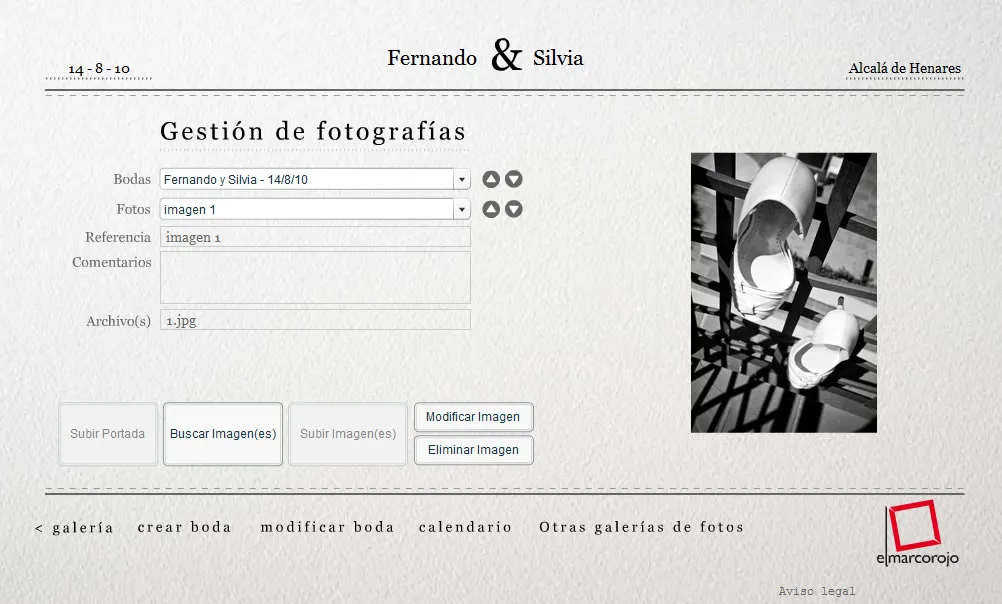 14 - 8 - 10
Fernando & Silvia
Alcalá de Henares
Gestión de fotografías
Bodas Fernando y Silvia - 14/8/10
Fotos imagen 1
Referencia imagen 1
Comentarios
Archivo(s) 1.jpg
Subir Portada
Buscar Imagen(es)
Subir Imagen(es)
Modificar Imagen
Eliminar Imagen
< galería crear boda modificar boda calendario Otras galerías de fotos
elmarcorojo
Aviso legal